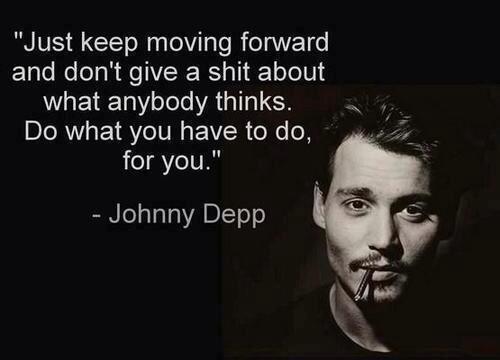 "Just keep moving forward
and don't give a shit about
what anybody thinks.
Do what you have to do,
for you."
- Johnny Depp